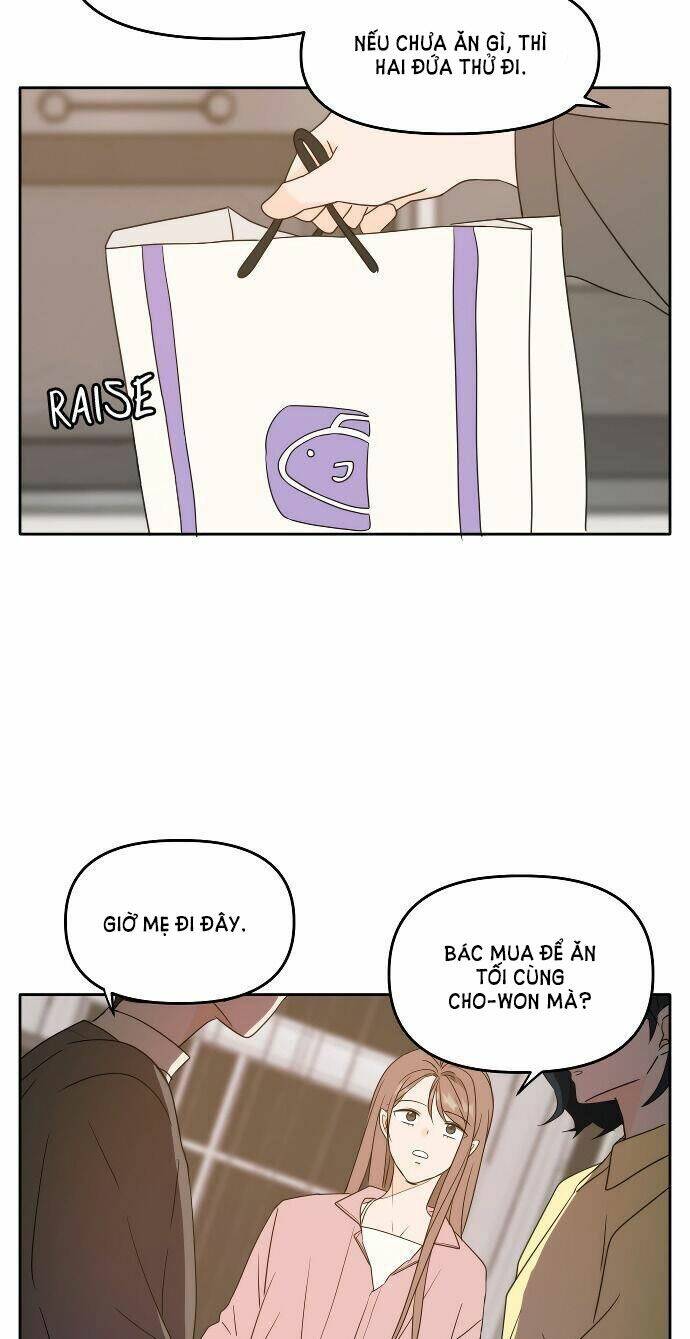 NẾU CHƯA ĂN GÌ, THÌ
HAI ĐỨA THỬ ĐI.
RAISE
GIỜ MẸ ĐI ĐÂY.
BÁC MUA ĐỂ ĂN
TỐI CÙNG
CHO-WON MÀ?